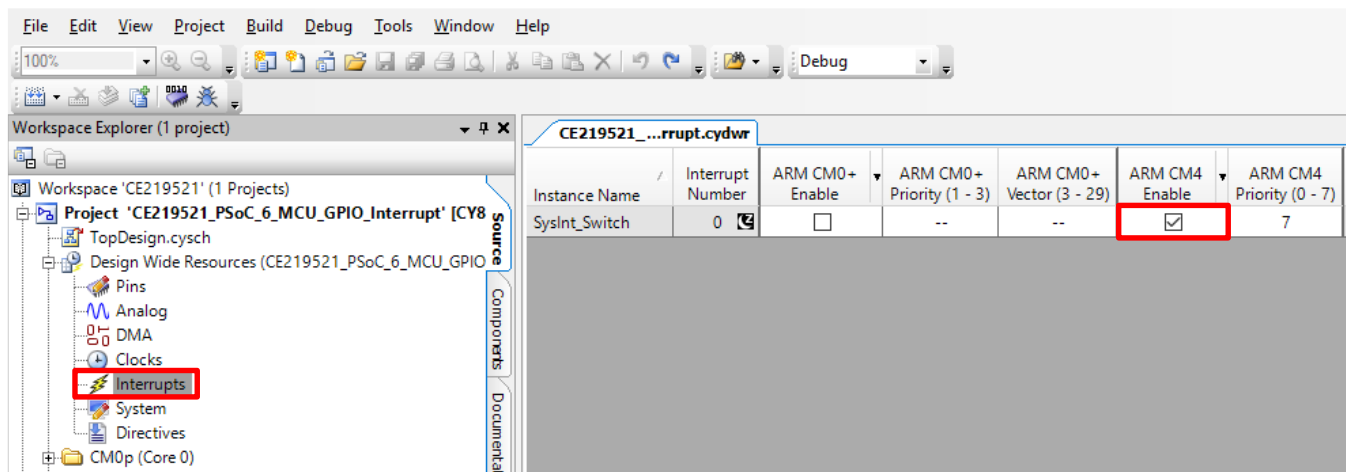 File Edit View Project Build Debug Tools Window Help
100% Debug
Workspace Explorer (1 project)
Workspace 'CE219521' (1 Projects)
Project 'CE219521_PSoC_6_MCU_GPIO_Interrupt' [CY8
TopDesign.cysch
Design Wide Resources (CE219521_PSoC_6_MCU_GPIO
Pins
Analog
DMA
Clocks
Interrupts
System
Directives
CM0p (Core 0)
Source
Components
Documental
CE219521_...rrupt.cydwr
Instance Name / Interrupt Number ARM CM0+ Enable ARM CM0+ Priority (1 - 3) ARM CM0+ Vector (3 - 29) ARM CM4 Enable ARM CM4 Priority (0 - 7)
SysInt_Switch 0 -- -- 7